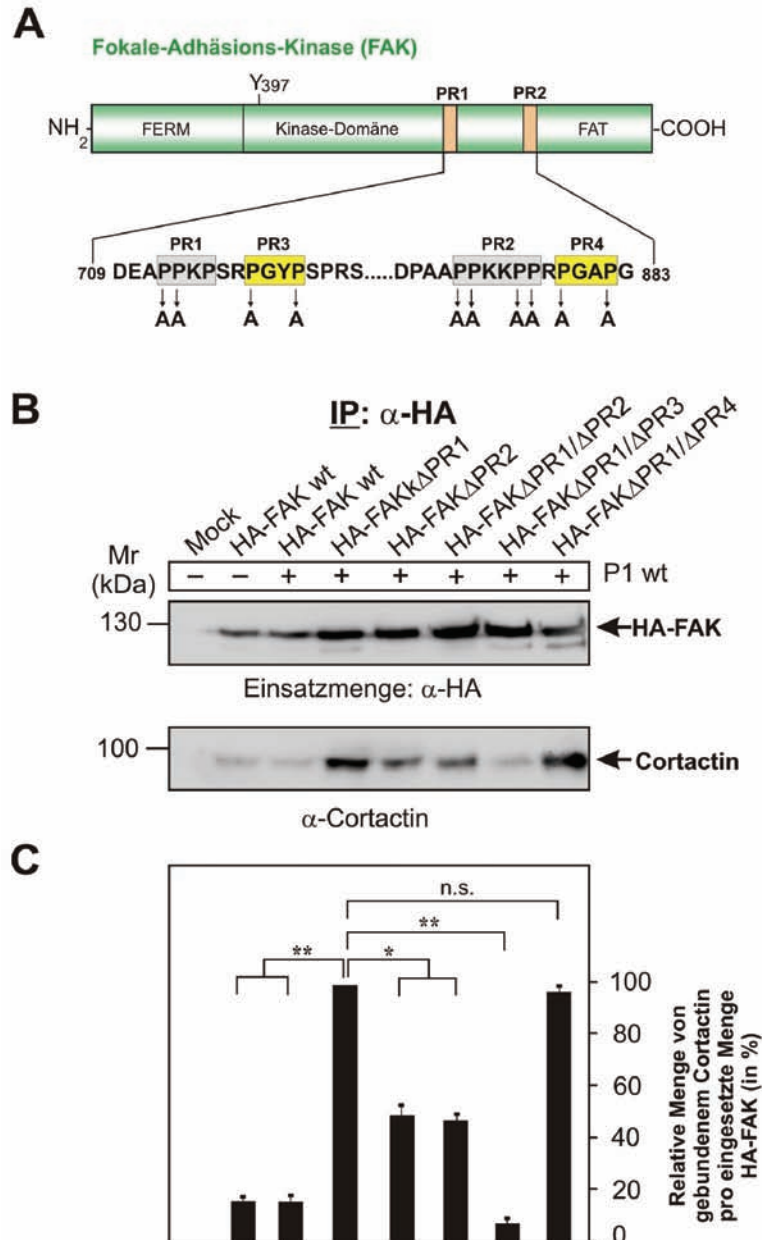 A
Fokale-Adhäsions-Kinase (FAK)
Y397
PR1 PR2
NH2 FERM Kinase-Domäne FAT -COOH
PR1 PR3 PR2 PR4
709 DEAPPKPSRPGYPSPRS.....DPAAPPKKPPRPGAPG 883
AA A A AA AA A A
B
IP: α-HA
Mock
HA-FAK wt
HA-FAK wt
HA-FAKkΔPR1
HA-FAKΔPR2
HA-FAKΔPR1/ΔPR2
HA-FAKΔPR1/ΔPR3
HA-FAKΔPR1/ΔPR4
Mr
(kDa)
– – + + + + + + P1 wt
130 HA-FAK
Einsatzmenge: α-HA
100 Cortactin
α-Cortactin
C
n.s.
**
** *
100
80
60
40
20
0
Relative Menge von
gebundenem Cortactin
pro eingesetzte Menge
HA-FAK (in %)